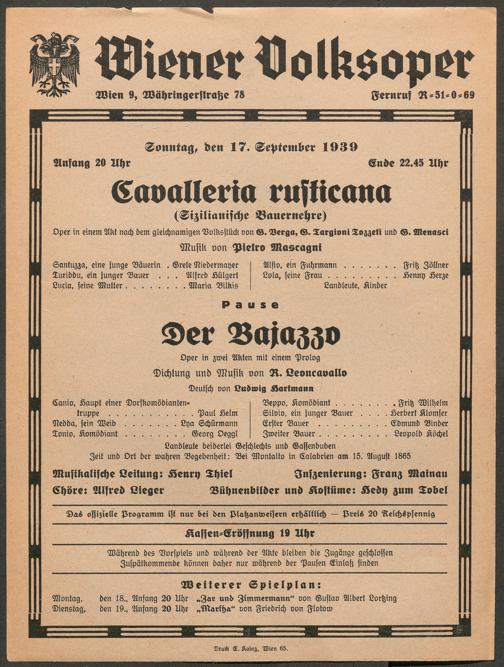 Wiener Volksoper
Wien 9, Währingerstraße 78 Fernruf R=51=0=69
Sonntag, den 17. September 1939
Anfang 20 Uhr Ende 22.45 Uhr
Cavalleria rusticana
(Sizilianische Bauernehre)
Oper in einem Akt nach dem gleichnamigen Volksstück von G. Verga, G. Targioni Tozzeti und G. Menasci
Musik von Pietro Mascagni
Santuzza, eine junge Bäuerin . Grete Niedermayer
Turiddu, ein junger Bauer . . . Alfred Hülgert
Lucia, seine Mutter . . . . . . . Maria Bilkis
Alfio, ein Fuhrmann . . . . . . . Fritz Zöllner
Lola, seine Frau . . . . . . . . . Henny Herze
Landleute, Kinder
Pause
Der Bajazzo
Oper in zwei Akten mit einem Prolog
Dichtung und Musik von R. Leoncavallo
Deutsch von Ludwig Hartmann
Canio, Haupt einer Dorfkomödianten=
truppe . . . . . . . . . . . Paul Helm
Nedda, sein Weib . . . . . . Lya Schürmann
Tonio, Komödiant . . . . . . . Georg Oeggl
Beppo, Komödiant . . . . . . . Fritz Wilhelm
Silvio, ein junger Bauer . . . . Herbert Klomser
Erster Bauer . . . . . . . . Edmund Binder
Zweiter Bauer . . . . . . . . Leopold Köchel
Landleute beiderlei Geschlechts und Gassenbuben
Zeit und Ort der wahren Begebenheit: Bei Montalto in Calabrien am 15. August 1865
Musikalische Leitung: Henry Thiel Inszenierung: Franz Mainau
Chöre: Alfred Lleger Bühnenbilder und Kostüme: Hedy zum Tobel
Das offizielle Programm ist nur bei den Platzanweisern erhältlich — Preis 20 Reichspfennig
Kassen=Eröffnung 19 Uhr
Während des Vorspiels und während der Akte bleiben die Zugänge geschlossen
Zuspätkommende können daher nur während der Pausen Einlaß finden
Weiterer Spielplan:
Montag, den 18., Anfang 20 Uhr „Zar und Zimmermann" von Gustav Albert Lortzing
Dienstag, den 19., Anfang 20 Uhr „Martha" von Friedrich von Flotow
Druck E. Kainz, Wien 65.